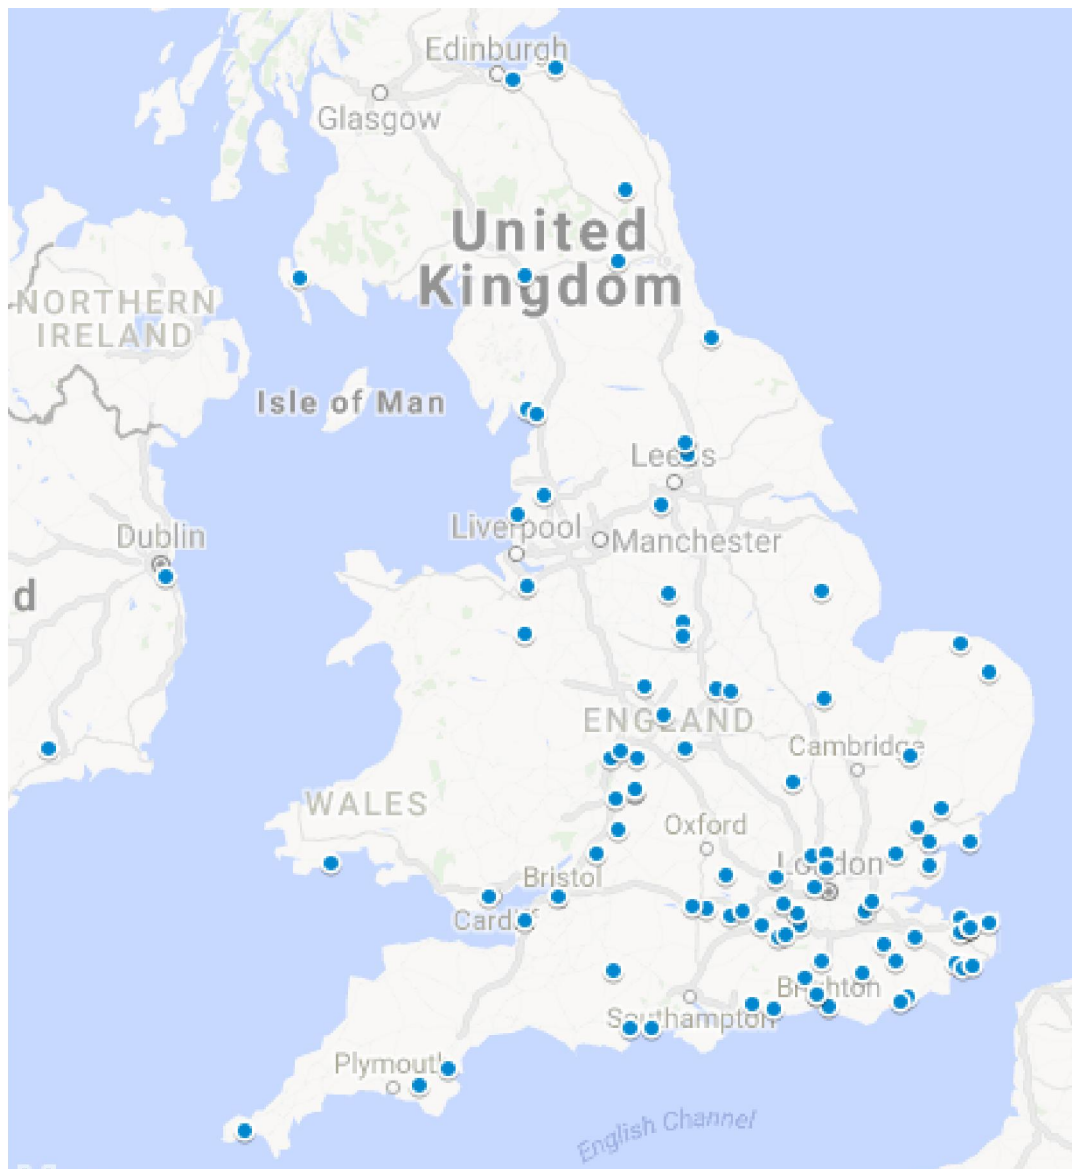 Edinburgh
Glasgow
United
Kingdom
NORTHERN
IRELAND
Isle of Man
Leeds
Dublin
Liverpool
Manchester
d
ENGLAND
Cambridge
WALES
Oxford
London
Bristol
Cardiff
Brighton
Southampton
Plymouth
English Channel